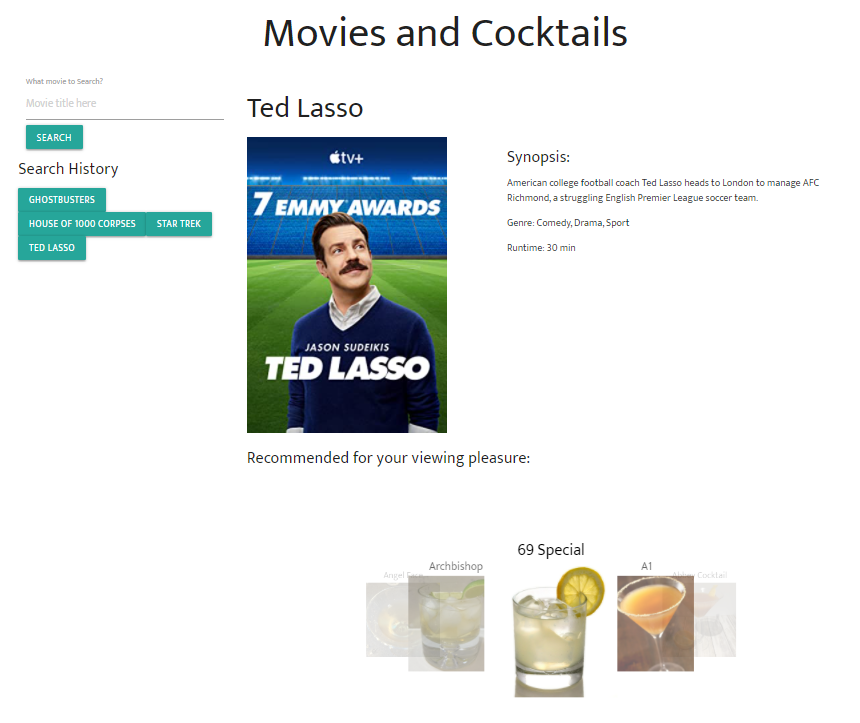 Movies and Cocktails
What movie to Search?
Movie title here
SEARCH
Search History
GHOSTBUSTERS
HOUSE OF 1000 CORPSES
STAR TREK
TED LASSO
Ted Lasso
tv+
7 EMMY AWARDS
JASON SUDEIKIS
TED LASSO
Synopsis:
American college football coach Ted Lasso heads to London to manage AFC
Richmond, a struggling English Premier League soccer team.
Genre: Comedy, Drama, Sport
Runtime: 30 min
Recommended for your viewing pleasure:
Angel Face
Archbishop
69 Special
A1
Abbey Cocktail